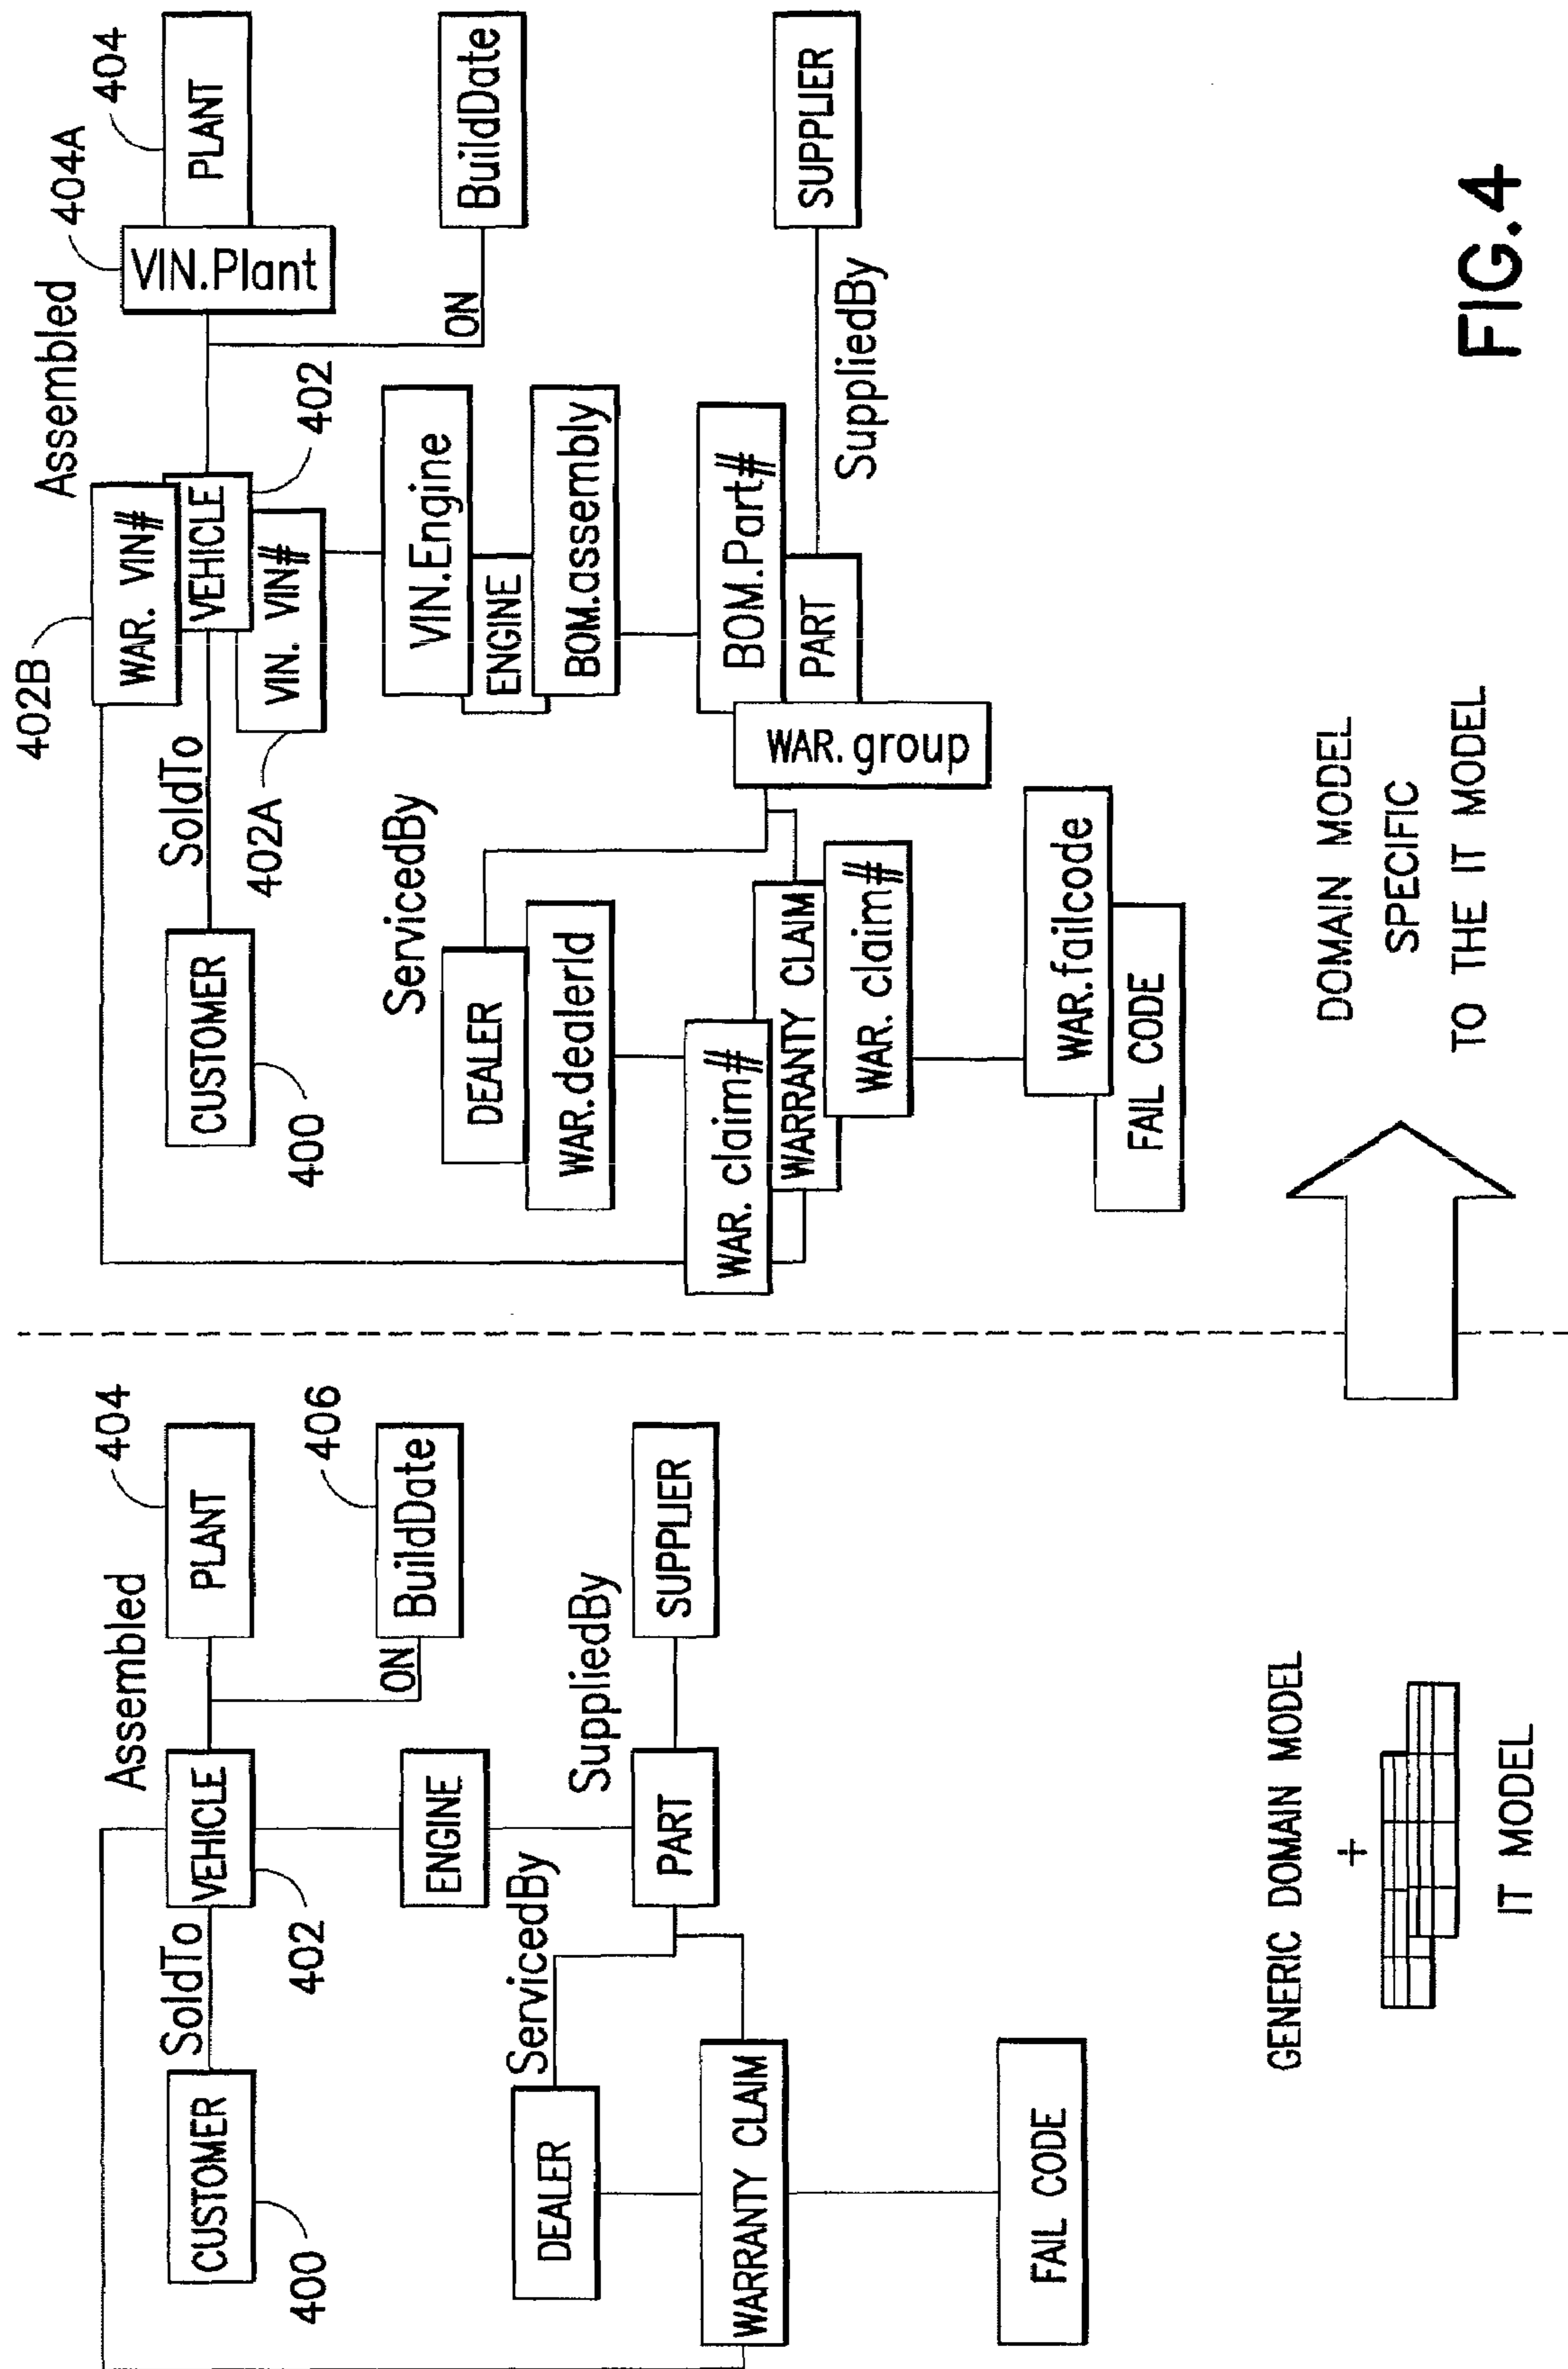 Assembled
404
CUSTOMER
SoldTo
VEHICLE
PLANT
400
402
ON
406
BuildDate
ENGINE
ServicedBy
SuppliedBy
DEALER
PART
SUPPLIER
WARRANTY CLAIM
FAIL CODE
GENERIC DOMAIN MODEL
+
IT MODEL
402B
Assembled
404A
404
WAR. VIN#
CUSTOMER
SoldTo
VEHICLE
VIN.Plant
PLANT
400
402A
VIN. VIN#
402
ON
BuildDate
ServicedBy
VIN.Engine
ENGINE
BOM.assembly
DEALER
WAR.dealerId
BOM.Part#
PART
WAR.group
SuppliedBy
SUPPLIER
WAR. claim#
WARRANTY CLAIM
WAR. claim#
WAR.failcode
FAIL CODE
DOMAIN MODEL
SPECIFIC
TO THE IT MODEL
FIG.4